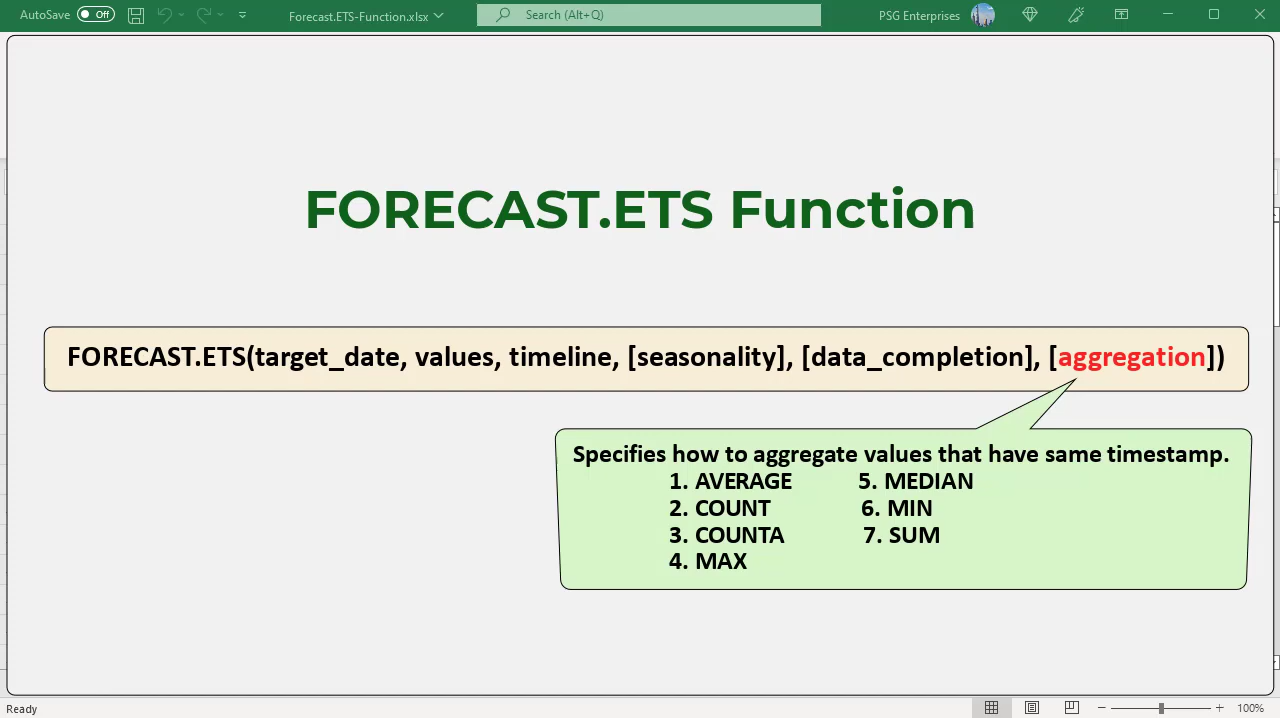 AutoSave Off Forecast.ETS-Function.xlsx Search (Alt+Q) PSG Enterprises
FORECAST.ETS Function
FORECAST.ETS(target_date, values, timeline, [seasonality], [data_completion], [aggregation])
Specifies how to aggregate values that have same timestamp.
1. AVERAGE 5. MEDIAN
2. COUNT 6. MIN
3. COUNTA 7. SUM
4. MAX
Ready 100%